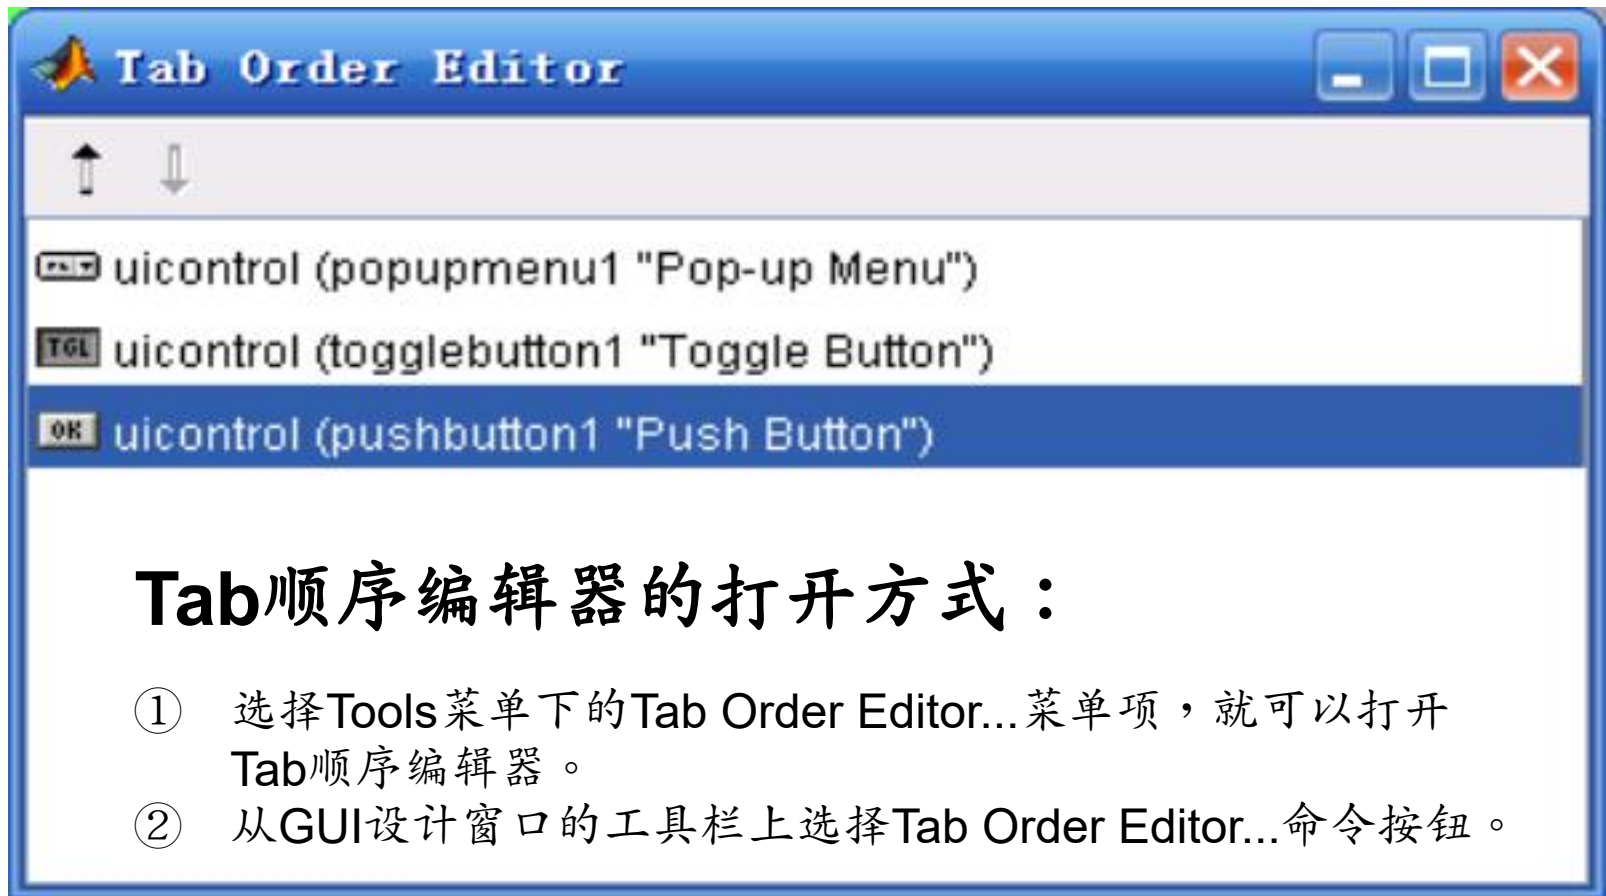 Tab Order Editor
uicontrol (popupmenu1 "Pop-up Menu")
TGL uicontrol (togglebutton1 "Toggle Button")
OK uicontrol (pushbutton1 "Push Button")
Tab顺序编辑器的打开方式：
① 选择Tools菜单下的Tab Order Editor...菜单项，就可以打开
Tab顺序编辑器。
② 从GUI设计窗口的工具栏上选择Tab Order Editor...命令按钮。